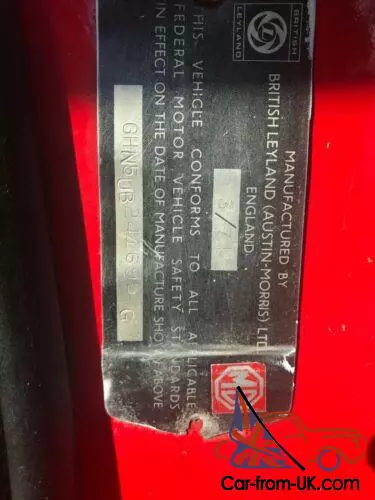 BRITISH
LEYLAND
MANUFACTURED BY
BRITISH LEYLAND (AUSTIN-MORRIS) LTD
ENGLAND
THIS VEHICLE CONFORMS TO ALL APPLICABLE
FEDERAL MOTOR VEHICLE SAFETY STANDARDS
IN EFFECT ON THE DATE OF MANUFACTURE SHOWN ABOVE
G
MG
Car-from-UK.com